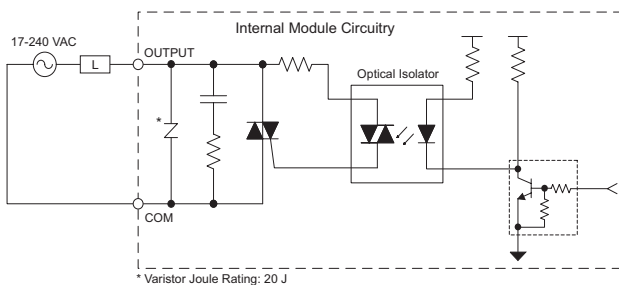 Internal Module Circuitry
17-240 VAC
L
OUTPUT
Optical Isolator
*
COM
* Varistor Joule Rating: 20 J